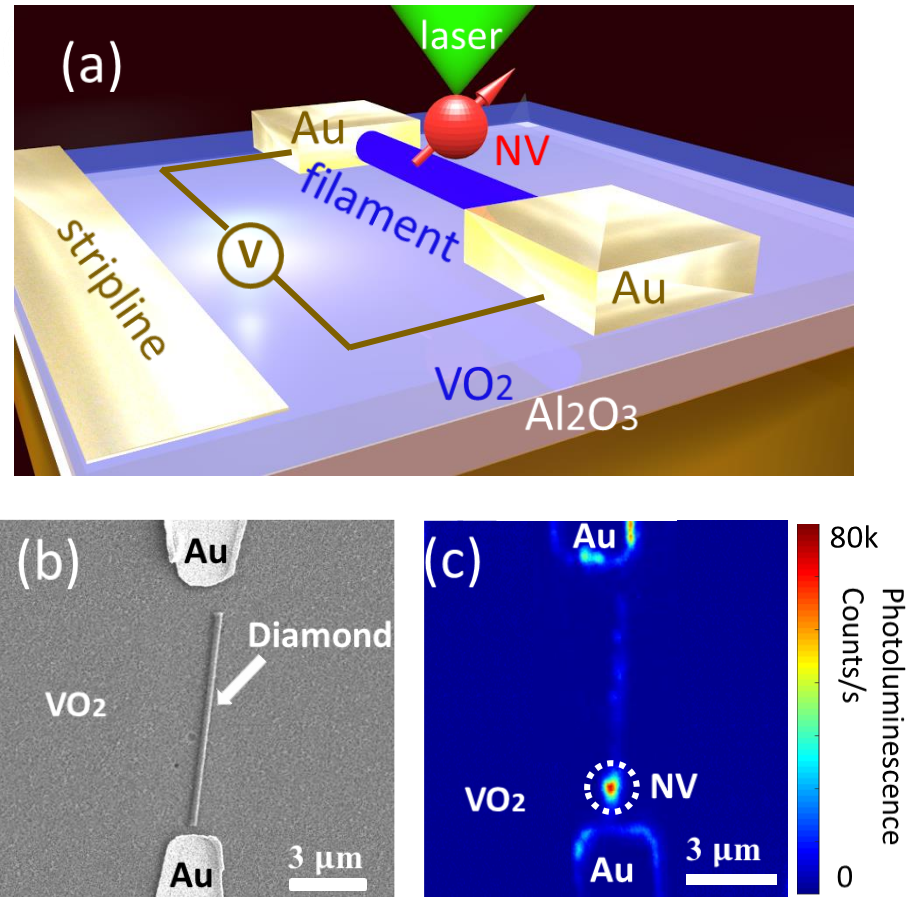 (a)
laser
Au
NV
filament
stripline
V
Au
VO2
Al2O3
(b)
Au
Diamond
VO2
Au
3 μm
(c)
Au
NV
VO2
Au
3 μm
80k
Photoluminescence
Counts/s
0